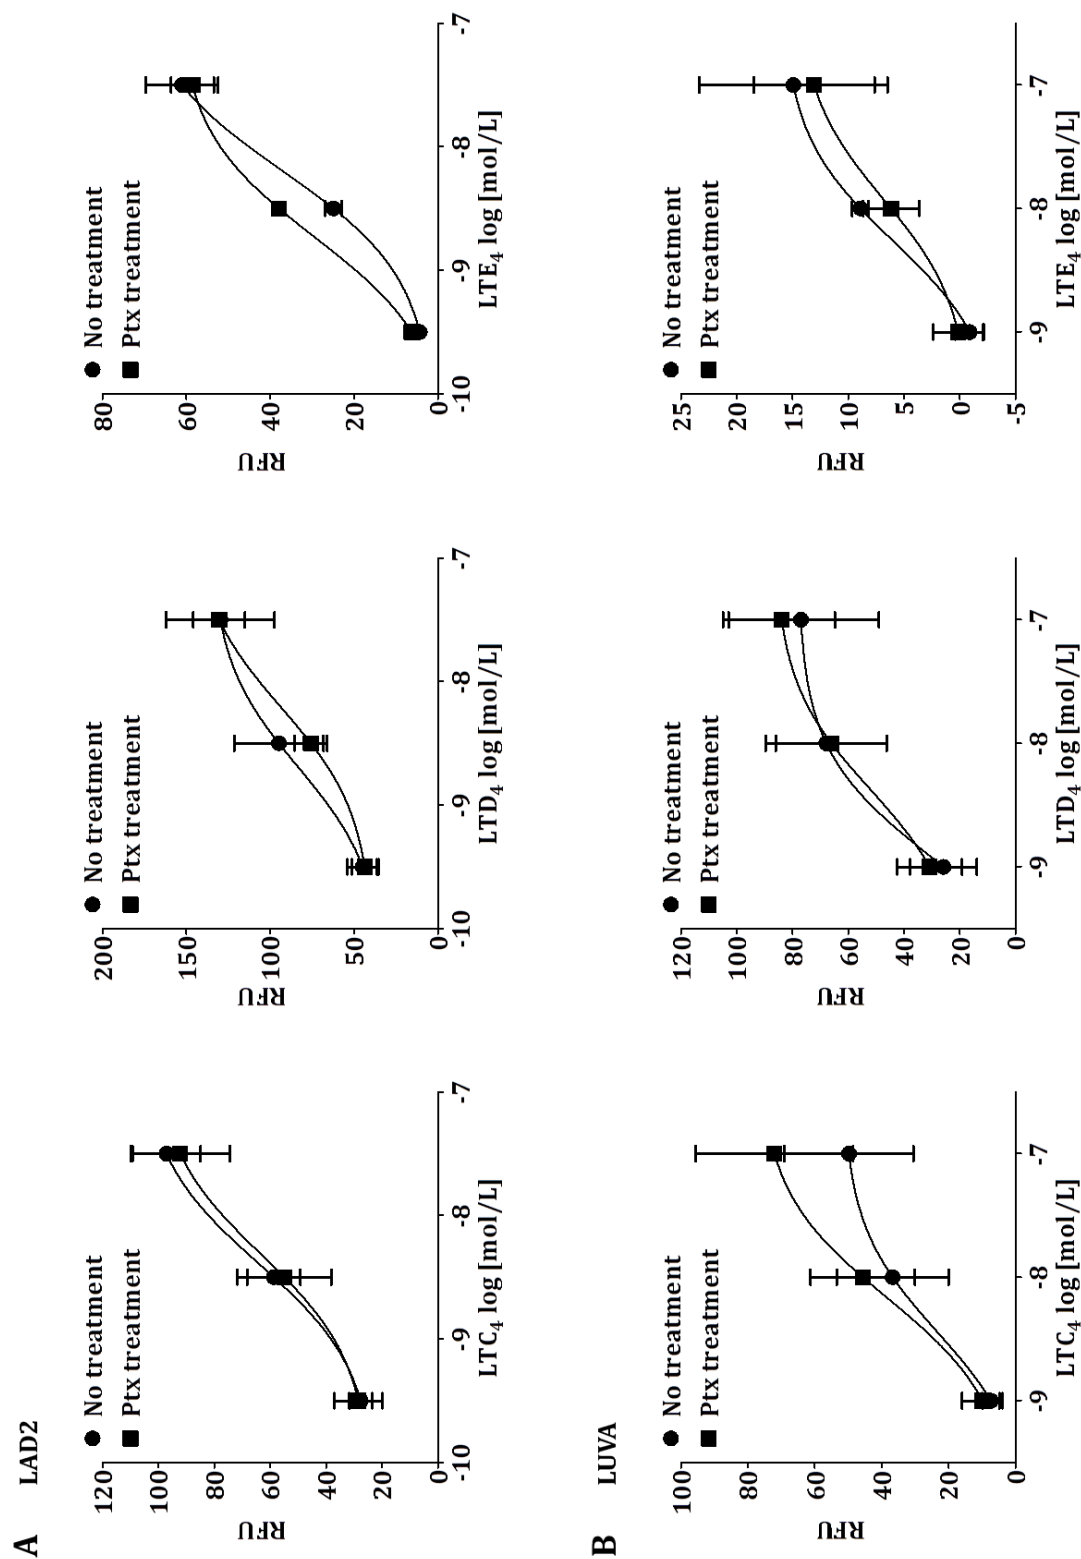 A LAD2
No treatment
Ptx treatment
RFU
120
100
80
60
40
20
-10 -9 -8 -7
LTC4 log [mol/L]
No treatment
Ptx treatment
RFU
200
150
100
50
0
-10 -9 -8 -7
LTD4 log [mol/L]
No treatment
Ptx treatment
RFU
80
60
40
20
0
-10 -9 -8 -7
LTE4 log [mol/L]
B LUVA
No treatment
Ptx treatment
RFU
100
80
60
40
20
0
-9 -8 -7
LTC4 log [mol/L]
No treatment
Ptx treatment
RFU
120
100
80
60
40
20
0
-9 -8 -7
LTD4 log [mol/L]
No treatment
Ptx treatment
RFU
25
20
15
10
5
0
-5
-9 -8 -7
LTE4 log [mol/L]